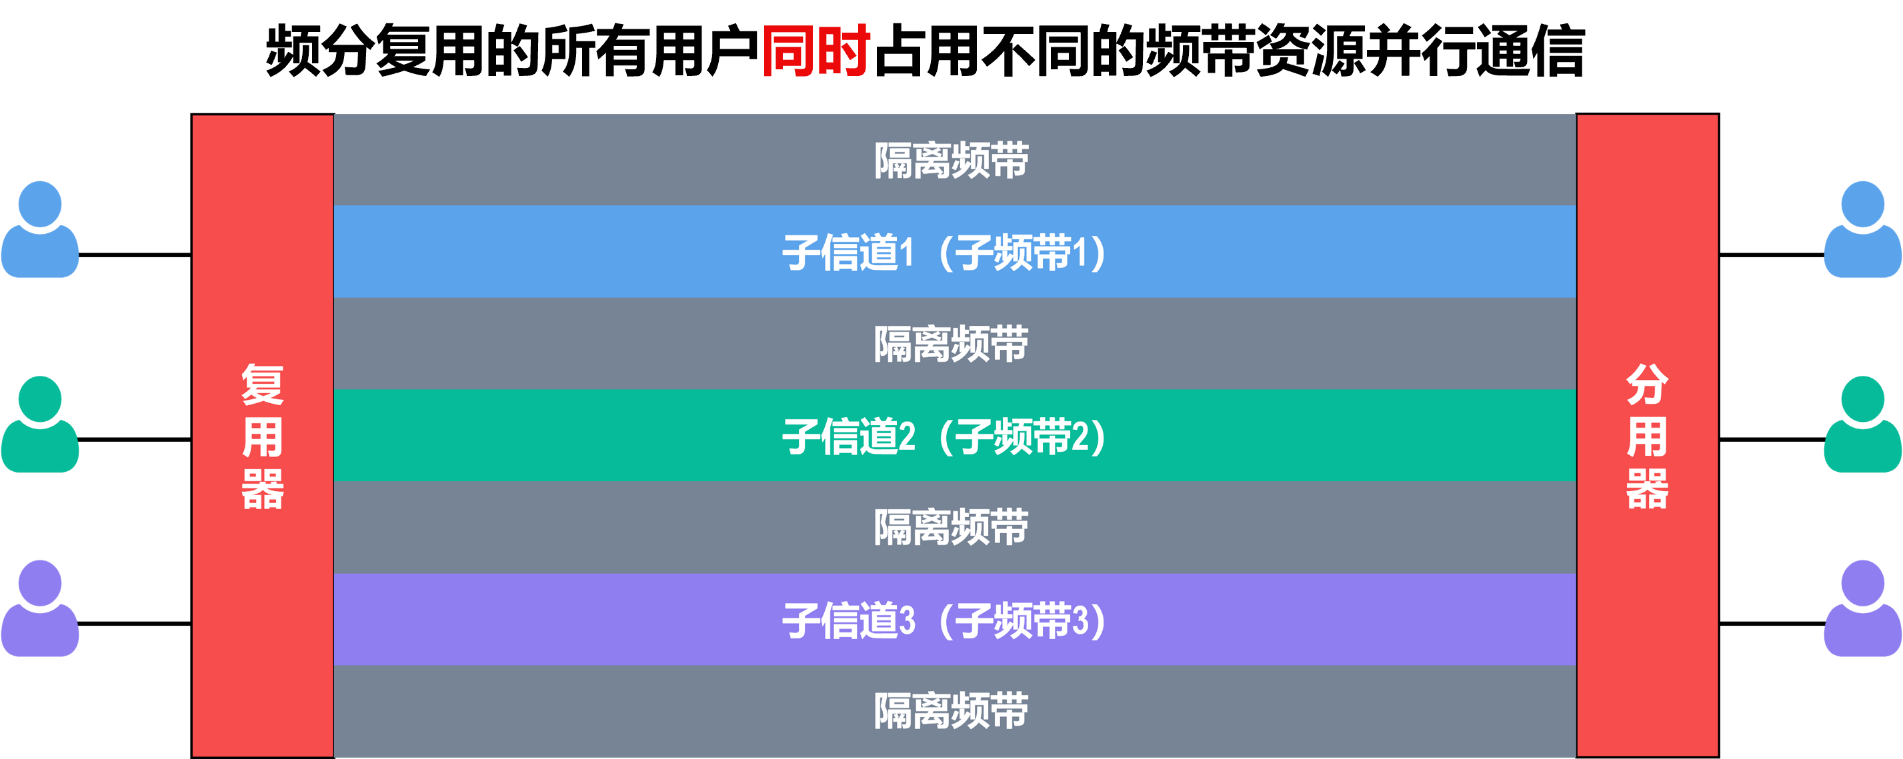 频分复用的所有用户同时占用不同的频带资源并行通信
隔离频带
子信道1（子频带1）
隔离频带
子信道2（子频带2）
隔离频带
子信道3（子频带3）
隔离频带
复用器
分用器